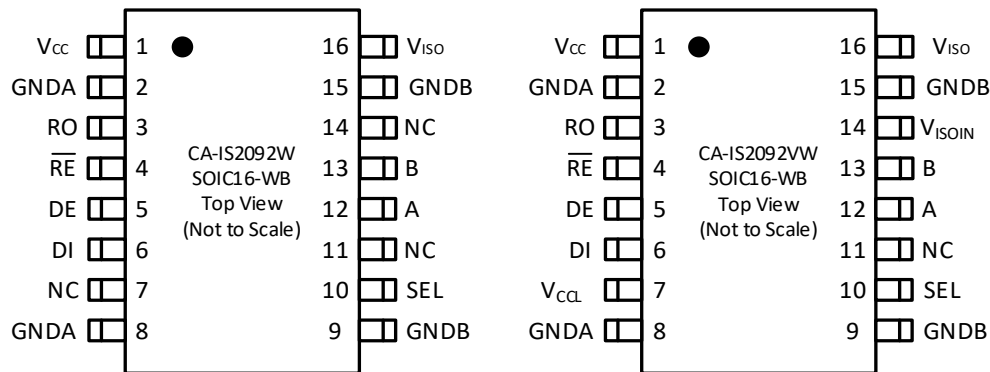 VCC 1 16 VISO
GNDA 2 15 GNDB
RO 3 14 NC
RE 4 13 B
DE 5 12 A
DI 6 11 NC
NC 7 10 SEL
GNDA 8 9 GNDB
CA-IS2092W
SOIC16-WB
Top View
(Not to Scale)
VCC 1 16 VISO
GNDA 2 15 GNDB
RO 3 14 VISOIN
RE 4 13 B
DE 5 12 A
DI 6 11 NC
VCCL 7 10 SEL
GNDA 8 9 GNDB
CA-IS2092VW
SOIC16-WB
Top View
(Not to Scale)